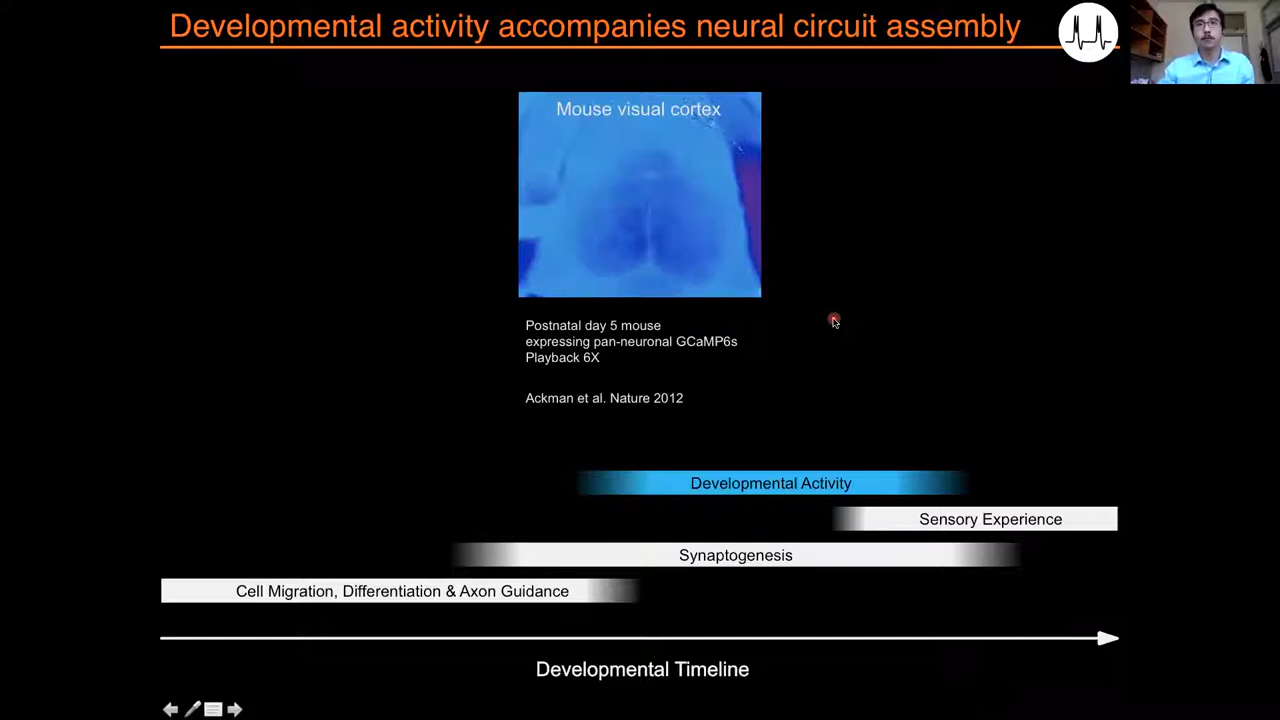 Developmental activity accompanies neural circuit assembly
Mouse visual cortex
Postnatal day 5 mouse
expressing pan-neuronal GCaMP6s
Playback 6X
Ackman et al. Nature 2012
Developmental Activity
Sensory Experience
Synaptogenesis
Cell Migration, Differentiation & Axon Guidance
Developmental Timeline